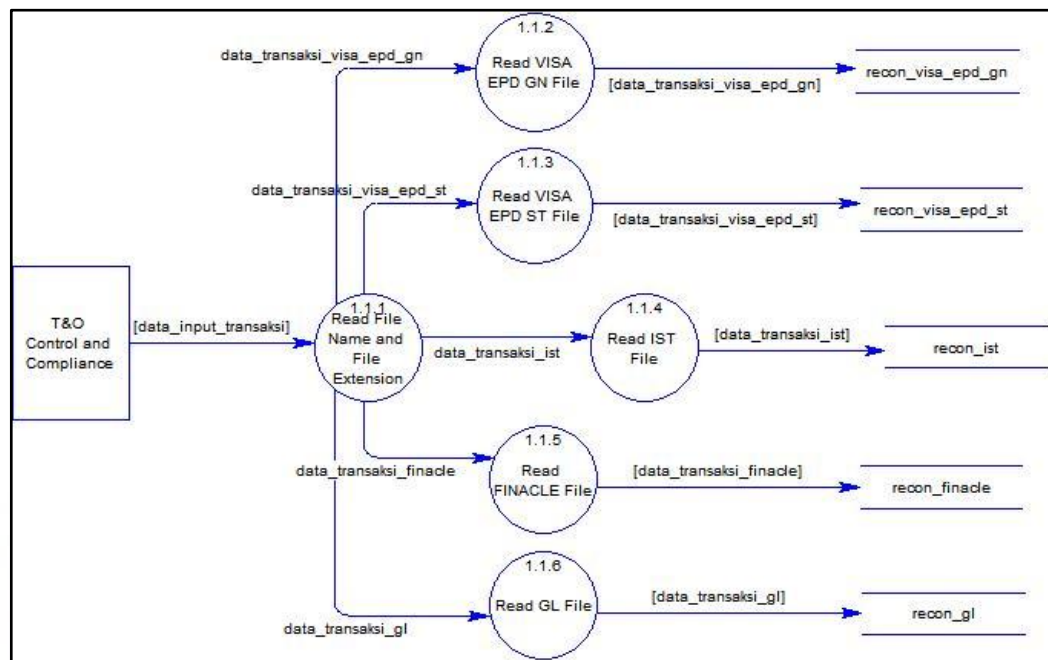 1.1.2
Read VISA
EPD GN File
data_transaksi_visa_epd_gn
[data_transaksi_visa_epd_gn]
recon_visa_epd_gn
1.1.3
Read VISA
EPD ST File
data_transaksi_visa_epd_st
[data_transaksi_visa_epd_st]
recon_visa_epd_st
T&O
Control and
Compliance
[data_input_transaksi]
1.1.1
Read File
Name and
File
Extension
data_transaksi_ist
1.1.4
Read IST
File
[data_transaksi_ist]
recon_ist
data_transaksi_finacle
1.1.5
Read
FINACLE File
[data_transaksi_finacle]
recon_finacle
data_transaksi_gl
1.1.6
Read GL File
[data_transaksi_gl]
recon_gl